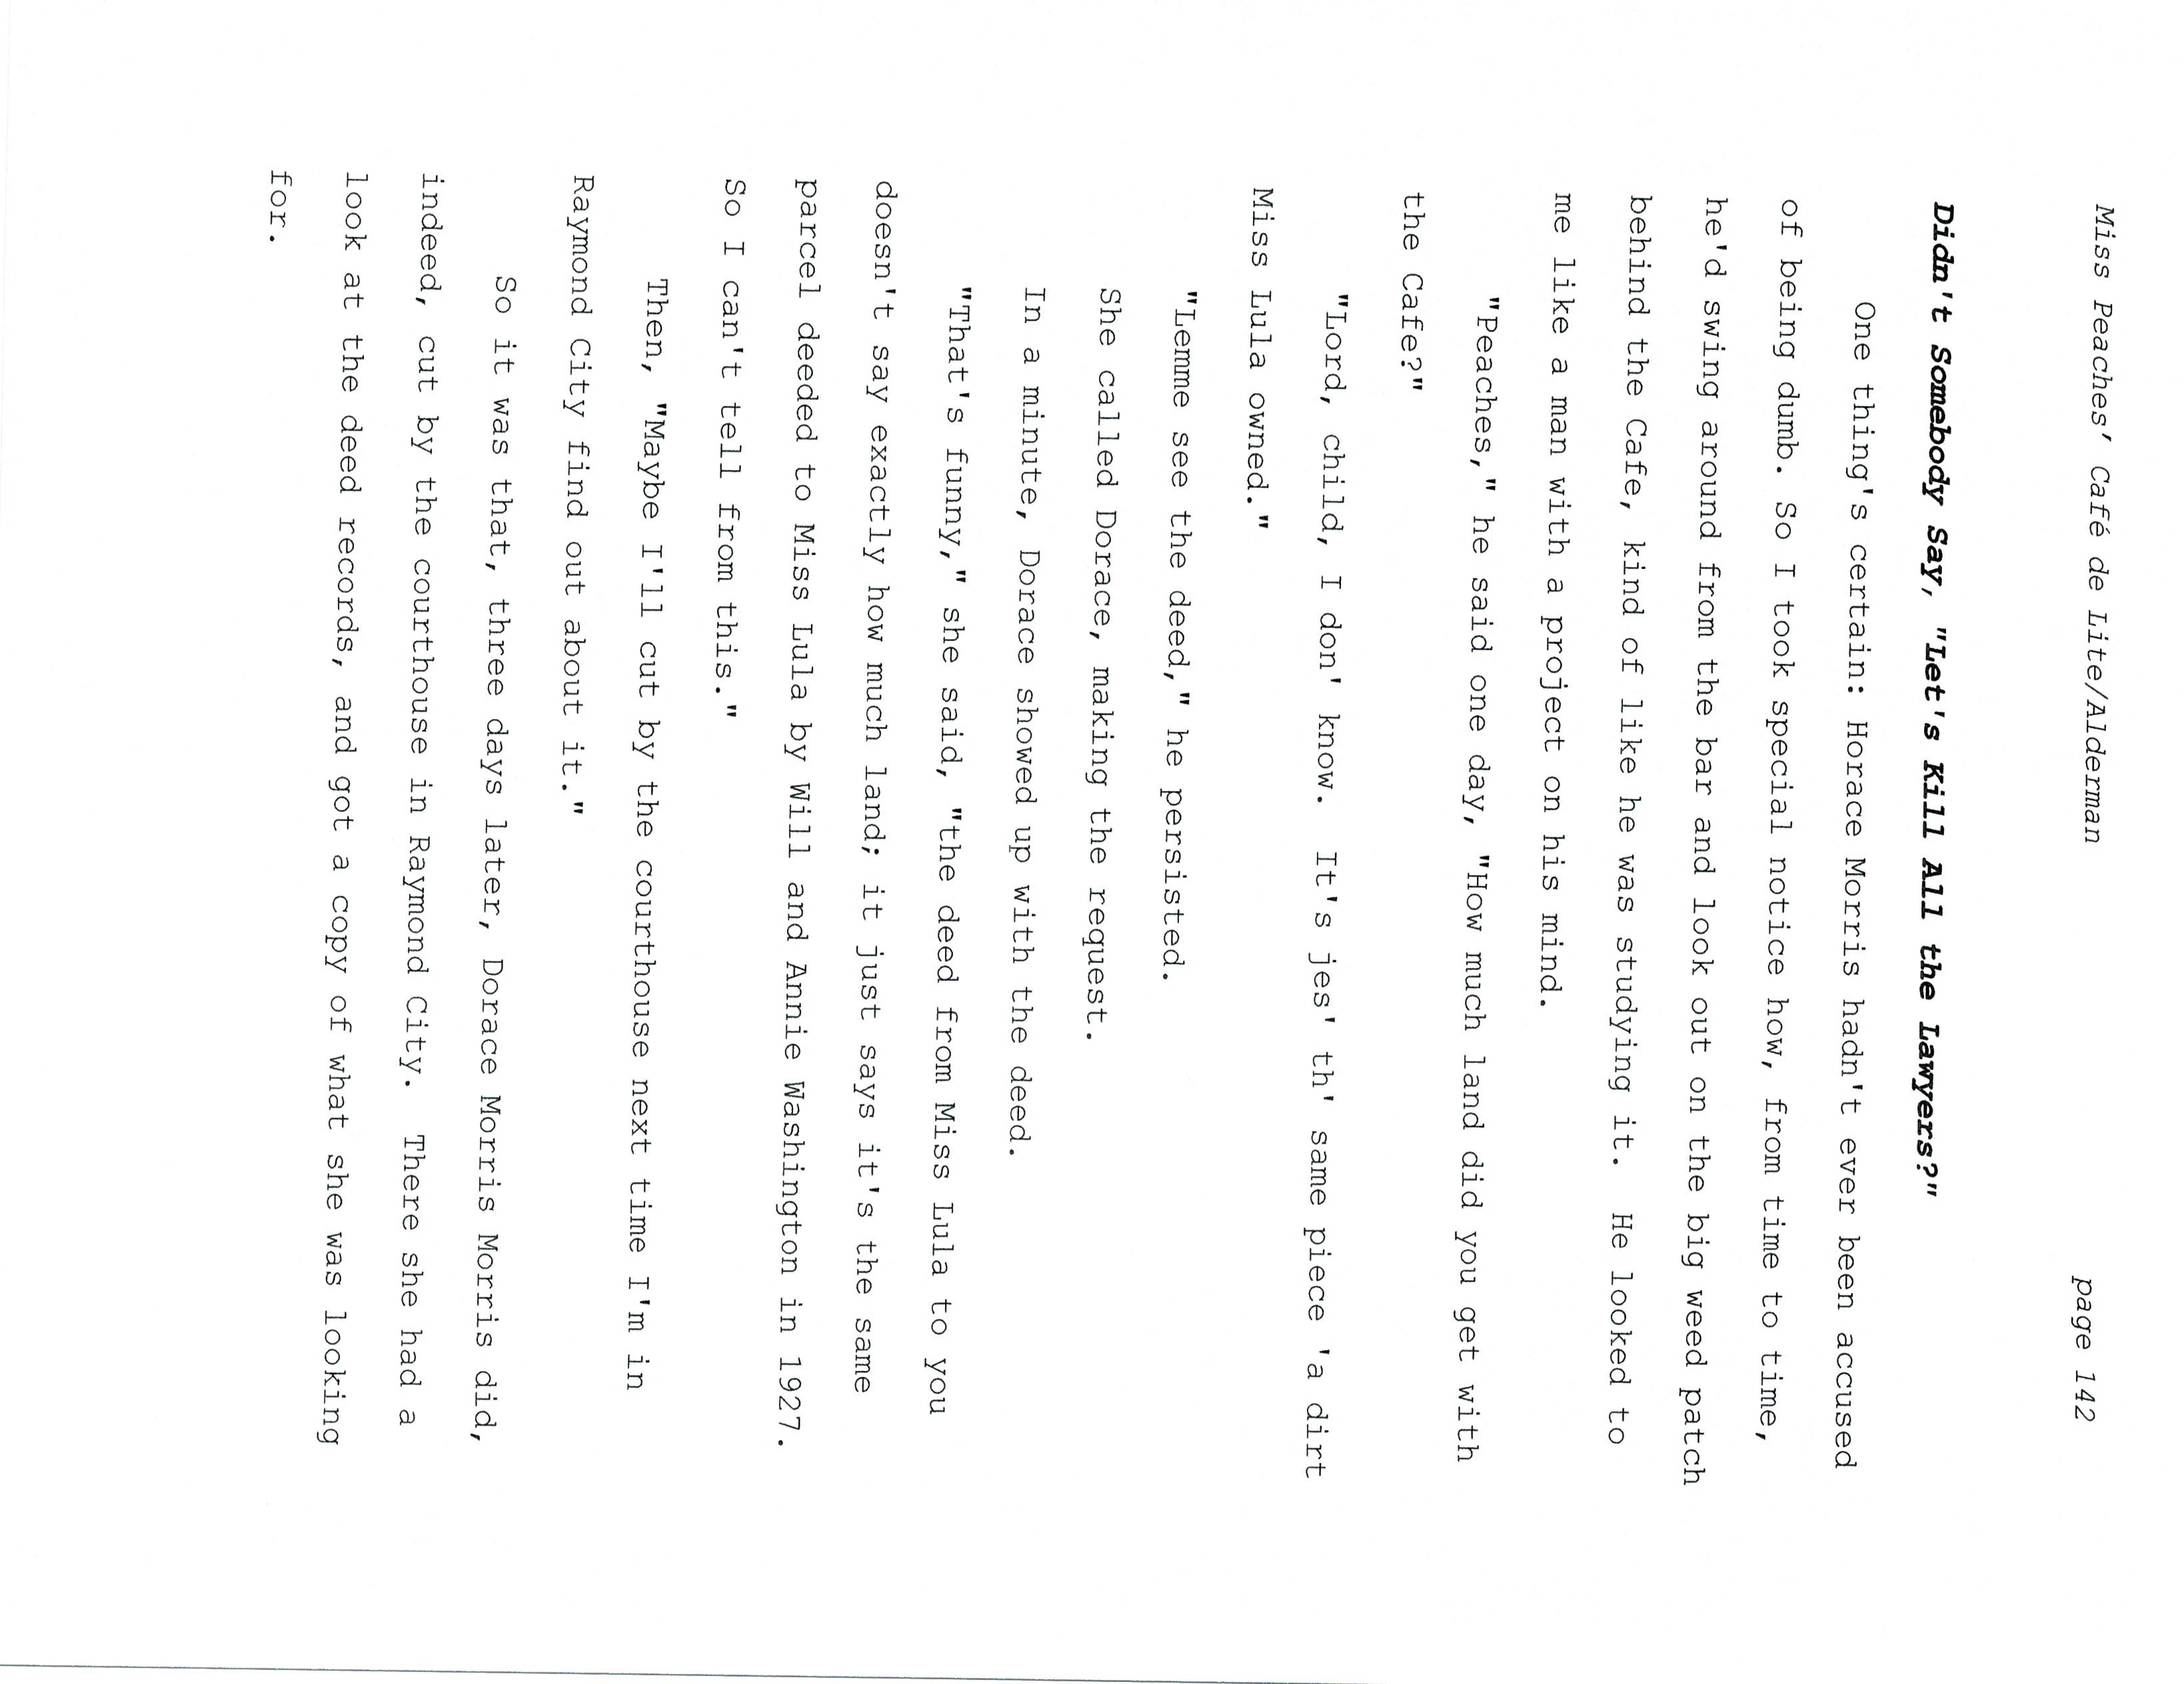 Miss Peaches’ Café de Lite/Alderman page 142
Didn't Somebody Say, "Let's Kill All the Lawyers?"
One thing's certain: Horace Morris hadn't ever been accused
of being dumb. So I took special notice how, from time to time,
he'd swing around from the bar and look out on the big weed patch
behind the Cafe, kind of like he was studying it. He looked to
me like a man with a project on his mind.
"Peaches," he said one day, "How much land did you get with
the Cafe?"
"Lord, child, I don' know. It's jes' th' same piece 'a dirt
Miss Lula owned."
"Lemme see the deed," he persisted.
She called Dorace, making the request.
In a minute, Dorace showed up with the deed.
"That's funny," she said, "the deed from Miss Lula to you
doesn't say exactly how much land; it just says it's the same
parcel deeded to Miss Lula by Will and Annie Washington in 1927.
So I can't tell from this."
Then, "Maybe I'll cut by the courthouse next time I'm in
Raymond City find out about it."
So it was that, three days later, Dorace Morris Morris did,
indeed, cut by the courthouse in Raymond City. There she had a
look at the deed records, and got a copy of what she was looking
for.